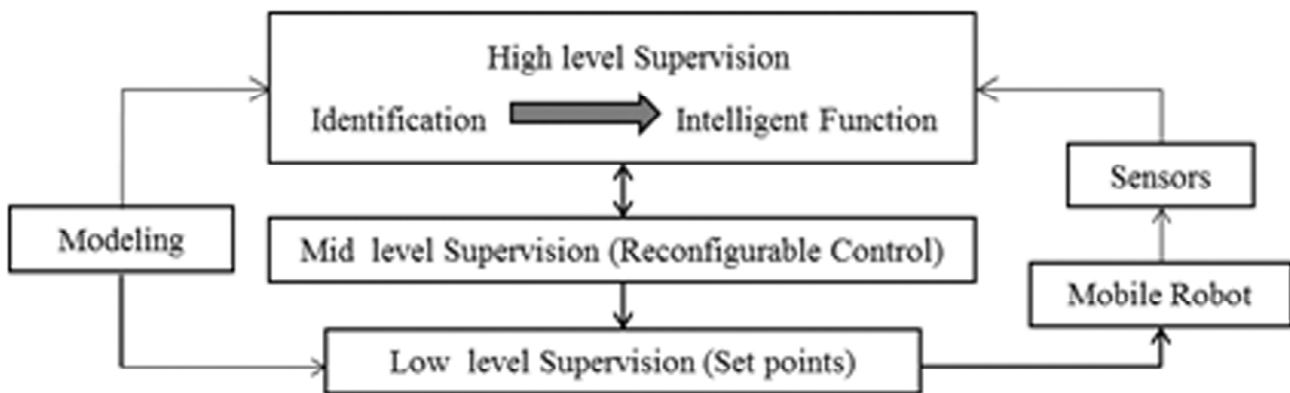 High level Supervision
Identification Intelligent Function
Sensors
Modeling
Mid level Supervision (Reconfigurable Control)
Mobile Robot
Low level Supervision (Set points)